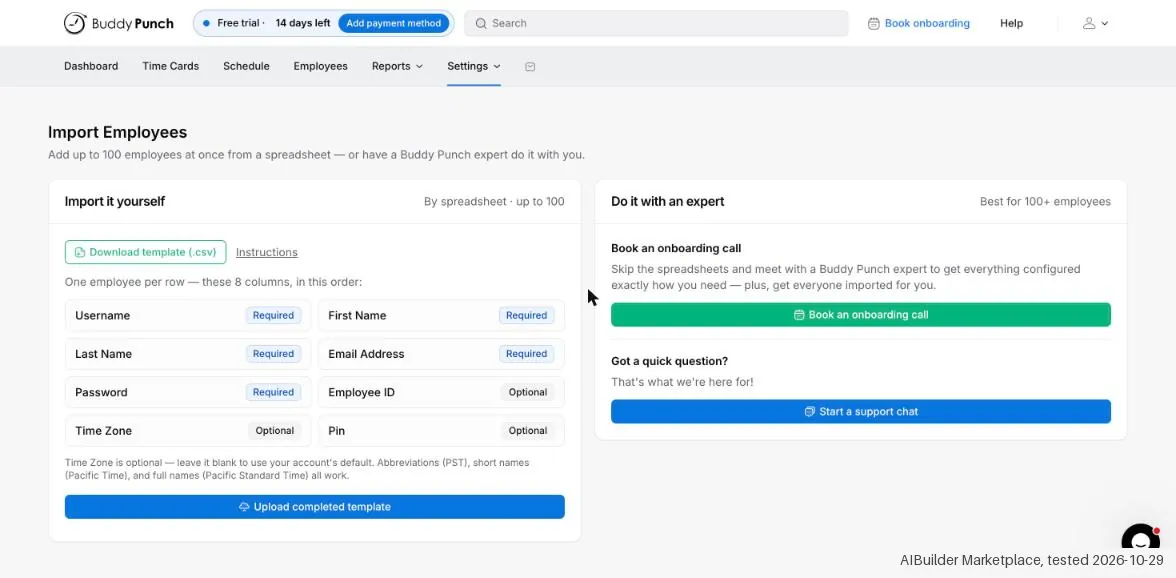 Buddy Punch
Free trial · 14 days left Add payment method
Search
Book onboarding
Help
Dashboard Time Cards Schedule Employees Reports Settings
Import Employees
Add up to 100 employees at once from a spreadsheet — or have a Buddy Punch expert do it with you.
Import it yourself By spreadsheet · up to 100
Download template (.csv) Instructions
One employee per row — these 8 columns, in this order:
Username Required First Name Required
Last Name Required Email Address Required
Password Required Employee ID Optional
Time Zone Optional Pin Optional
Time Zone is optional — leave it blank to use your account's default. Abbreviations (PST), short names
(Pacific Time), and full names (Pacific Standard Time) all work.
Upload completed template
Do it with an expert Best for 100+ employees
Book an onboarding call
Skip the spreadsheets and meet with a Buddy Punch expert to get everything configured
exactly how you need — plus, get everyone imported for you.
Book an onboarding call
Got a quick question?
That's what we're here for!
Start a support chat
AIBuilder Marketplace, tested 2026-10-29